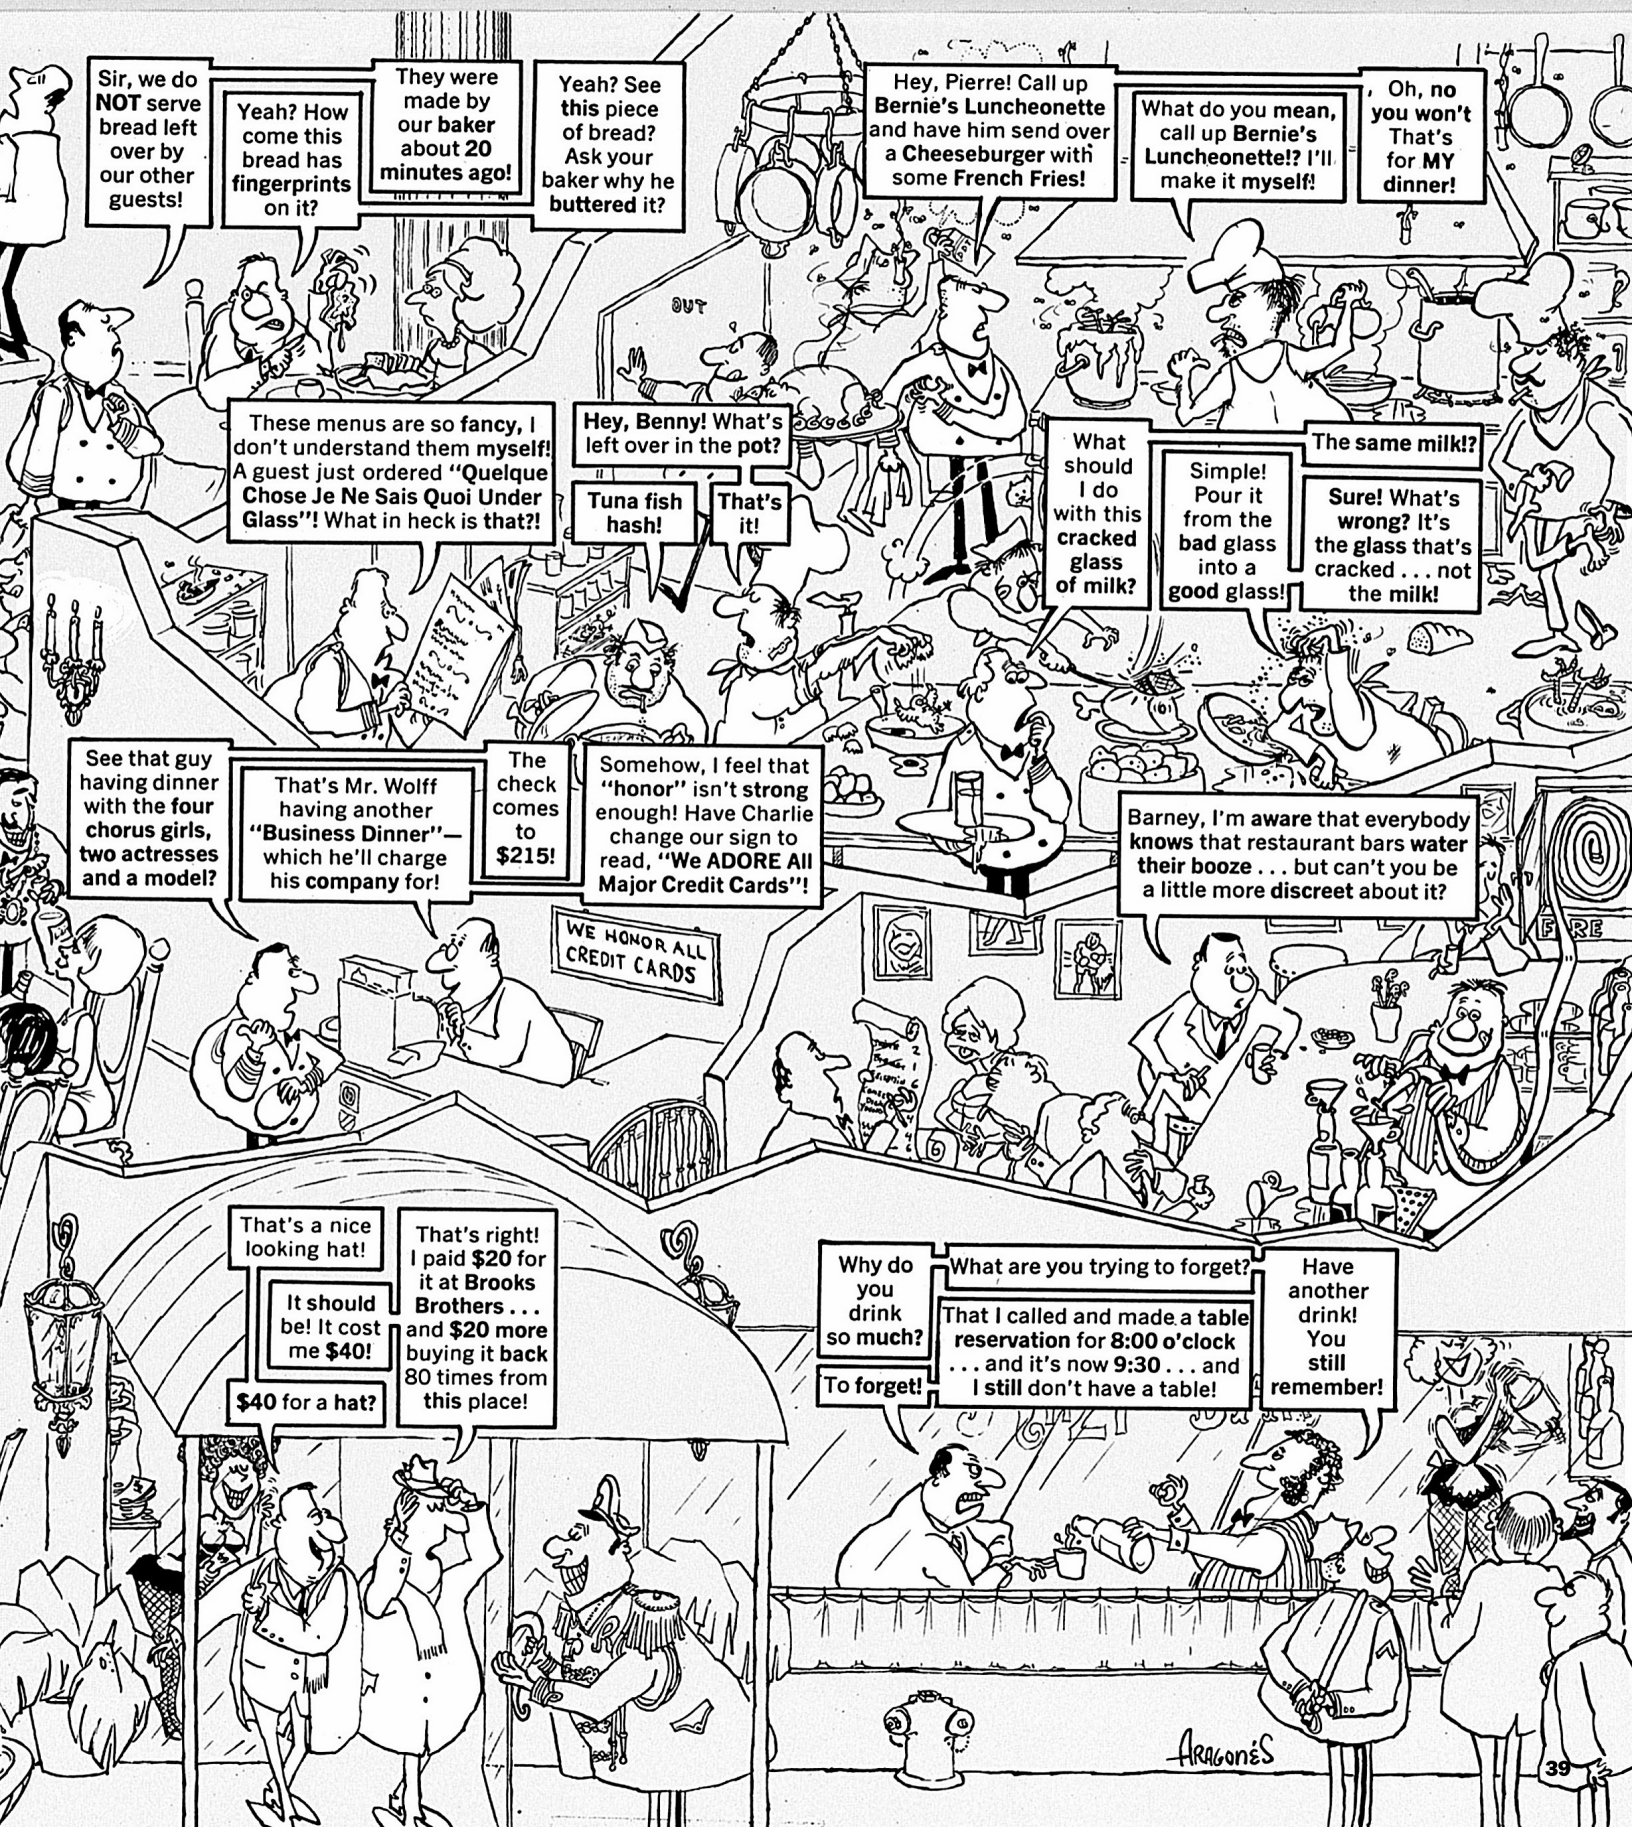 Sir, we do
NOT serve
bread left
over by
our other
guests!
Yeah? How
come this
bread has
fingerprints
on it?
They were
made by
our baker
about 20
minutes ago!
Yeah? See
this piece
of bread?
Ask your
baker why he
buttered it?
Hey, Pierre! Call up
Bernie's Luncheonette
and have him send over
a Cheeseburger with
some French Fries!
What do you mean,
call up Bernie's
Luncheonette!? I'll
make it myself!
Oh, no
you won't
That's
for MY
dinner!
OUT
These menus are so fancy, I
don't understand them myself!
A guest just ordered "Quelque
Chose Je Ne Sais Quoi Under
Glass"! What in heck is that?!
Hey, Benny! What's
left over in the pot?
Tuna fish
hash!
That's
it!
What
should
I do
with this
cracked
glass
of milk?
Simple!
Pour it
from the
bad glass
into a
good glass!
The same milk!?
Sure! What's
wrong? It's
the glass that's
cracked ... not
the milk!
See that guy
having dinner
with the four
chorus girls,
two actresses
and a model?
That's Mr. Wolff
having another
"Business Dinner"—
which he'll charge
his company for!
The
check
comes
to
$215!
Somehow, I feel that
"honor" isn't strong
enough! Have Charlie
change our sign to
read, "We ADORE All
Major Credit Cards"!
WE HONOR ALL
CREDIT CARDS
Barney, I'm aware that everybody
knows that restaurant bars water
their booze ... but can't you be
a little more discreet about it?
FIRE
That's a nice
looking hat!
It should
be! It cost
me $40!
$40 for a hat?
That's right!
I paid $20 for
it at Brooks
Brothers ...
and $20 more
buying it back
80 times from
this place!
Why do
you
drink
so much?
To forget!
What are you trying to forget?
That I called and made a table
reservation for 8:00 o'clock
... and it's now 9:30 ... and
I still don't have a table!
Have
another
drink!
You
still
remember!
ARAGONÉS
39